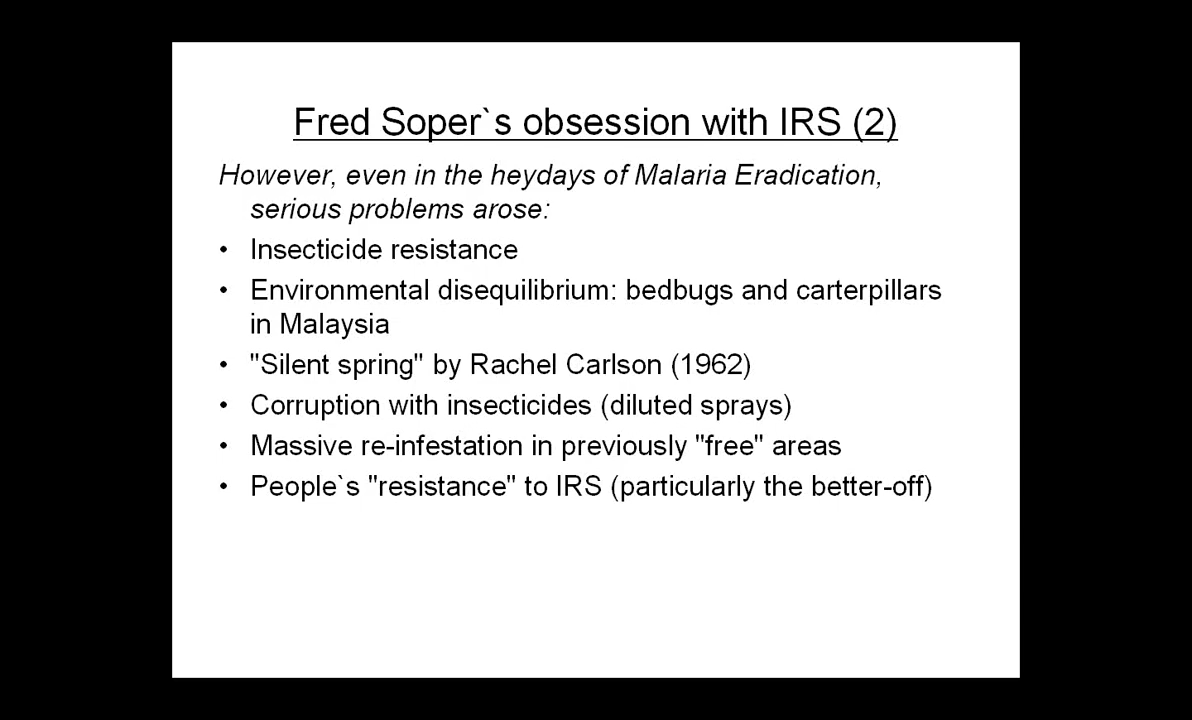 Fred Soper`s obsession with IRS (2)
However, even in the heydays of Malaria Eradication,
serious problems arose:
• Insecticide resistance
• Environmental disequilibrium: bedbugs and carterpillars
in Malaysia
• "Silent spring" by Rachel Carlson (1962)
• Corruption with insecticides (diluted sprays)
• Massive re-infestation in previously "free" areas
• People`s "resistance" to IRS (particularly the better-off)